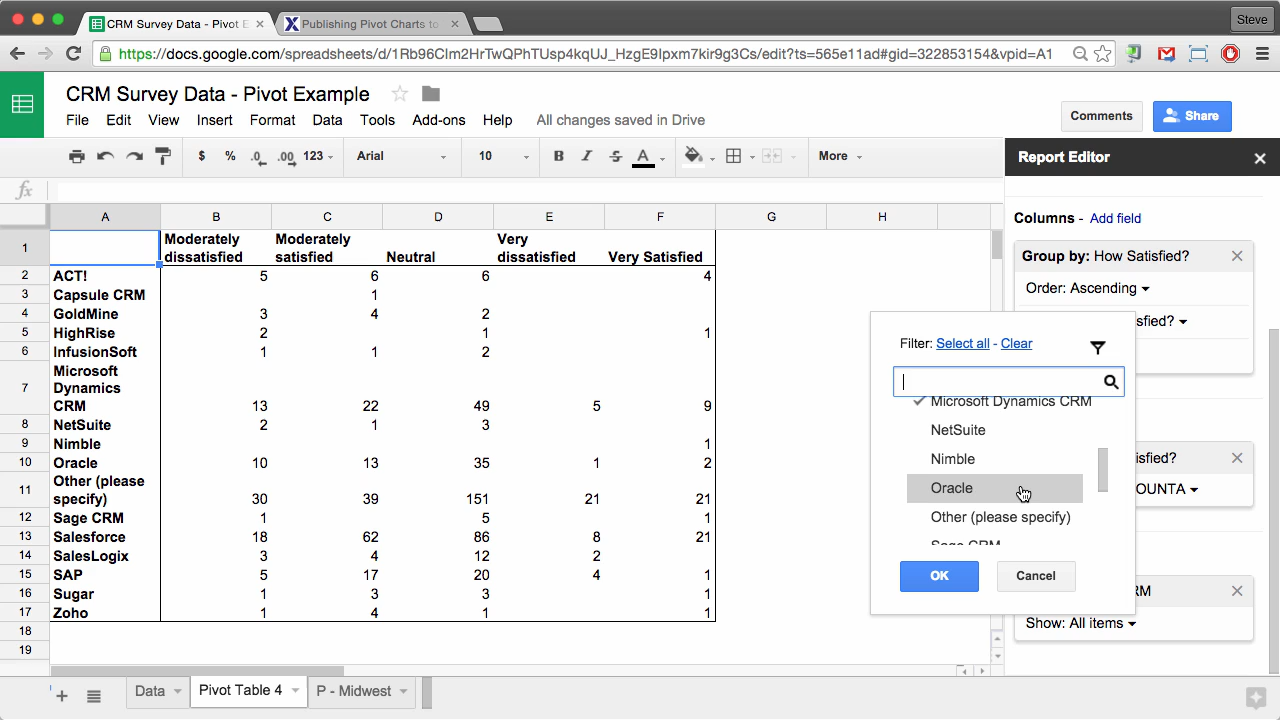 CRM Survey Data - Pivot E
Publishing Pivot Charts to
Steve
https://docs.google.com/spreadsheets/d/1Rb96CIm2HrTwQPhTUsp4kqUJ_HzgE9Ipxm7kir9g3Cs/edit?ts=565e11ad#gid=322853154&vpid=A1
CRM Survey Data - Pivot Example
File Edit View Insert Format Data Tools Add-ons Help All changes saved in Drive
Comments
Share
$ % .0 .00 123 Arial 10 B I S A More
Report Editor
fx
A B C D E F G H
Columns - Add field
Group by: How Satisfied?
Order: Ascending
sfied?
1 Moderately dissatisfied Moderately satisfied Neutral Very dissatisfied Very Satisfied
2 ACT! 5 6 6 4
3 Capsule CRM 1
4 GoldMine 3 4 2
5 HighRise 2 1 1
6 InfusionSoft 1 1 2
7 Microsoft Dynamics CRM 13 22 49 5 9
8 NetSuite 2 1 3
9 Nimble 1
10 Oracle 10 13 35 1 2
11 Other (please specify) 30 39 151 21 21
12 Sage CRM 1 5 1
13 Salesforce 18 62 86 8 21
14 SalesLogix 3 4 12 2
15 SAP 5 17 20 4 1
16 Sugar 1 3 3 1
17 Zoho 1 4 1 1
18
19
Filter: Select all - Clear
Microsoft Dynamics CRM
NetSuite
Nimble
Oracle
Other (please specify)
Sage CRM
OK
Cancel
isfied?
OUNTA
RM
Show: All items
Data
Pivot Table 4
P - Midwest